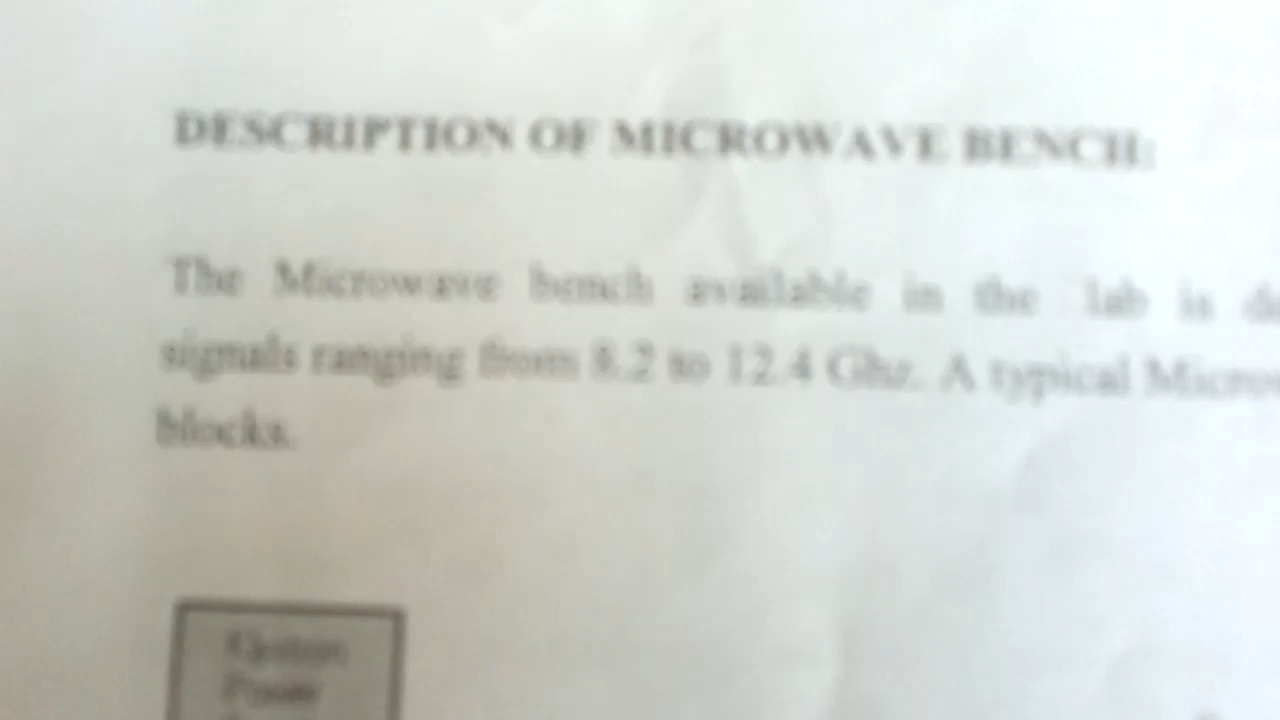 DESCRIPTION OF MICROWAVE BENCH:
The Microwave bench available in the lab is
signals ranging from 8.2 to 12.4 Ghz. A typical
blocks.
Power